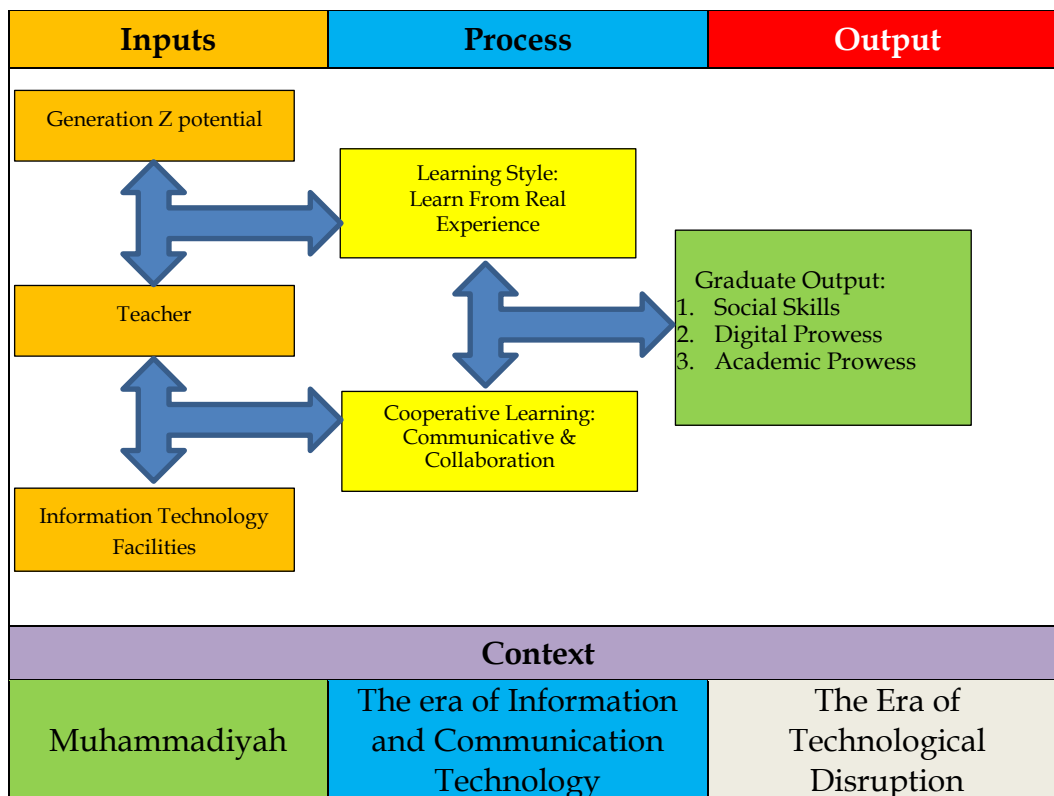 Inputs
Process
Output
Generation Z potential
Learning Style:
Learn From Real
Experience
Teacher
Graduate Output:
1. Social Skills
2. Digital Prowess
3. Academic Prowess
Cooperative Learning:
Communicative &
Collaboration
Information Technology
Facilities
Context
Muhammadiyah
The era of Information
and Communication
Technology
The Era of
Technological
Disruption